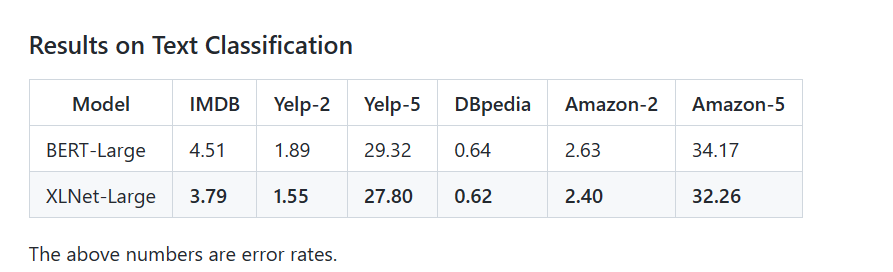 Results on Text Classification
Model IMDB Yelp-2 Yelp-5 DBpedia Amazon-2 Amazon-5
BERT-Large 4.51 1.89 29.32 0.64 2.63 34.17
XLNet-Large 3.79 1.55 27.80 0.62 2.40 32.26
The above numbers are error rates.